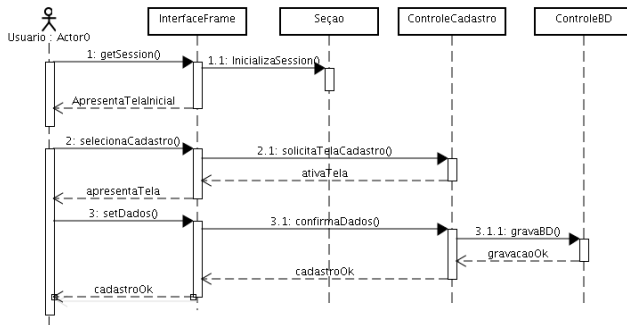 InterfaceFrame
Seçao
ControleCadastro
ControleBD
Usuario : Actor0
1: getSession()
1.1: InicializaSession()
ApresentaTelaInicial
2: selecionaCadastro()
2.1: solicitaTelaCadastro()
ativaTela
apresentaTela
3: setDados()
3.1: confirmaDados()
3.1.1: gravaBD()
gravacaoOk
cadastroOk
cadastroOk